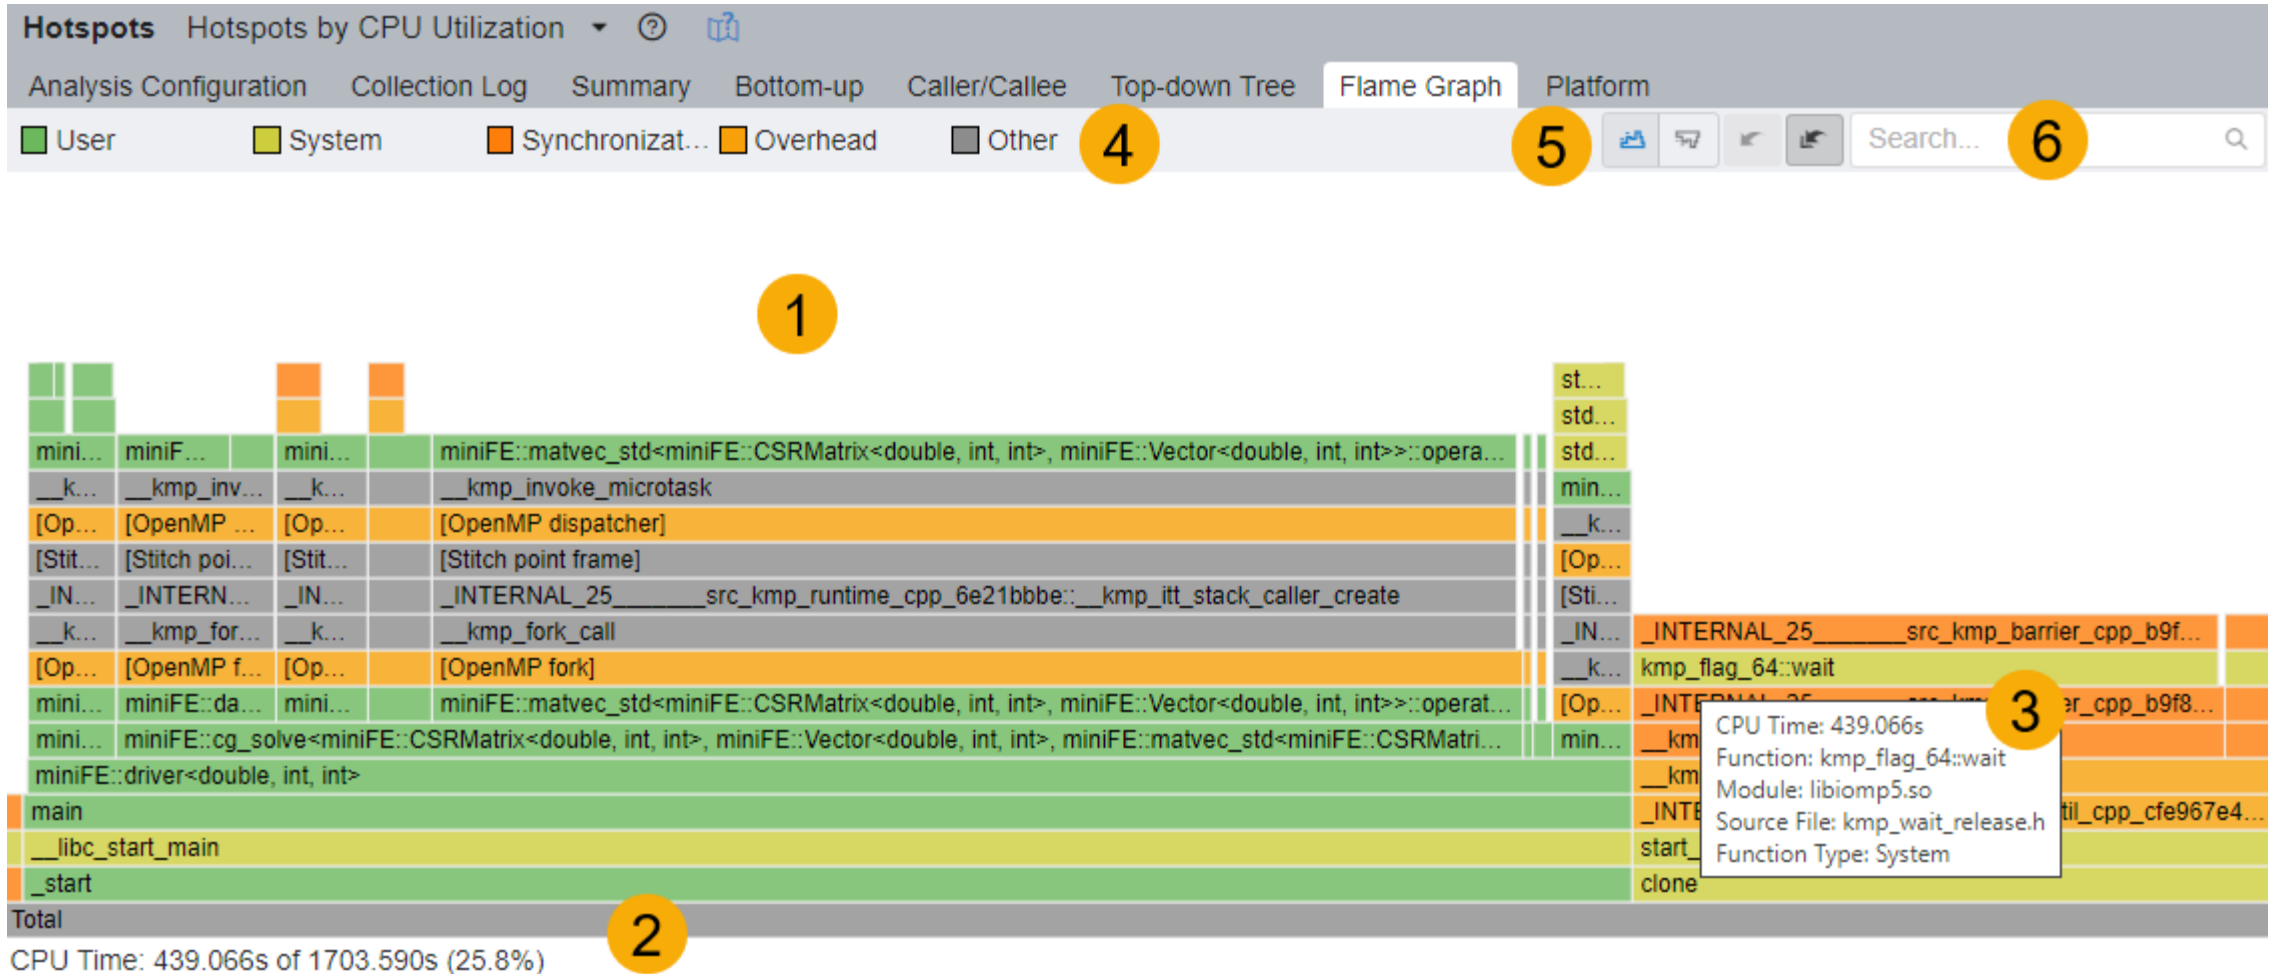 Hotspots Hotspots by CPU Utilization
Analysis Configuration Collection Log Summary Bottom-up Caller/Callee Top-down Tree Flame Graph Platform
User System Synchronizat... Overhead Other 4 5 Search... 6
1
st...
std...
mini... miniF... mini... miniFE::matvec_std<miniFE::CSRMatrix<double, int, int>, miniFE::Vector<double, int, int>>::opera... std...
__k... __kmp_inv... __k... __kmp_invoke_microtask min...
[Op... [OpenMP ... [Op... [OpenMP dispatcher] __k...
[Stit... [Stitch poi... [Stit... [Stitch point frame] [Op...
_IN... _INTERN... _IN... _INTERNAL_25_______src_kmp_runtime_cpp_6e21bbbe::__kmp_itt_stack_caller_create [Sti...
__k... __kmp_for... __k... __kmp_fork_call _IN... _INTERNAL_25_______src_kmp_barrier_cpp_b9f...
[Op... [OpenMP f... [Op... [OpenMP fork] __k... kmp_flag_64::wait
mini... miniFE::da... mini... miniFE::matvec_std<miniFE::CSRMatrix<double, int, int>, miniFE::Vector<double, int, int>>::operat... [Op... er_cpp_b9f8...
mini... miniFE::cg_solve<miniFE::CSRMatrix<double, int, int>, miniFE::Vector<double, int, int>, miniFE::matvec_std<miniFE::CSRMatri... min... __km
miniFE::driver<double, int, int> __km
main _INTE til_cpp_cfe967e4...
__libc_start_main start_
_start clone
3
CPU Time: 439.066s
Function: kmp_flag_64::wait
Module: libiomp5.so
Source File: kmp_wait_release.h
Function Type: System
Total
2
CPU Time: 439.066s of 1703.590s (25.8%)